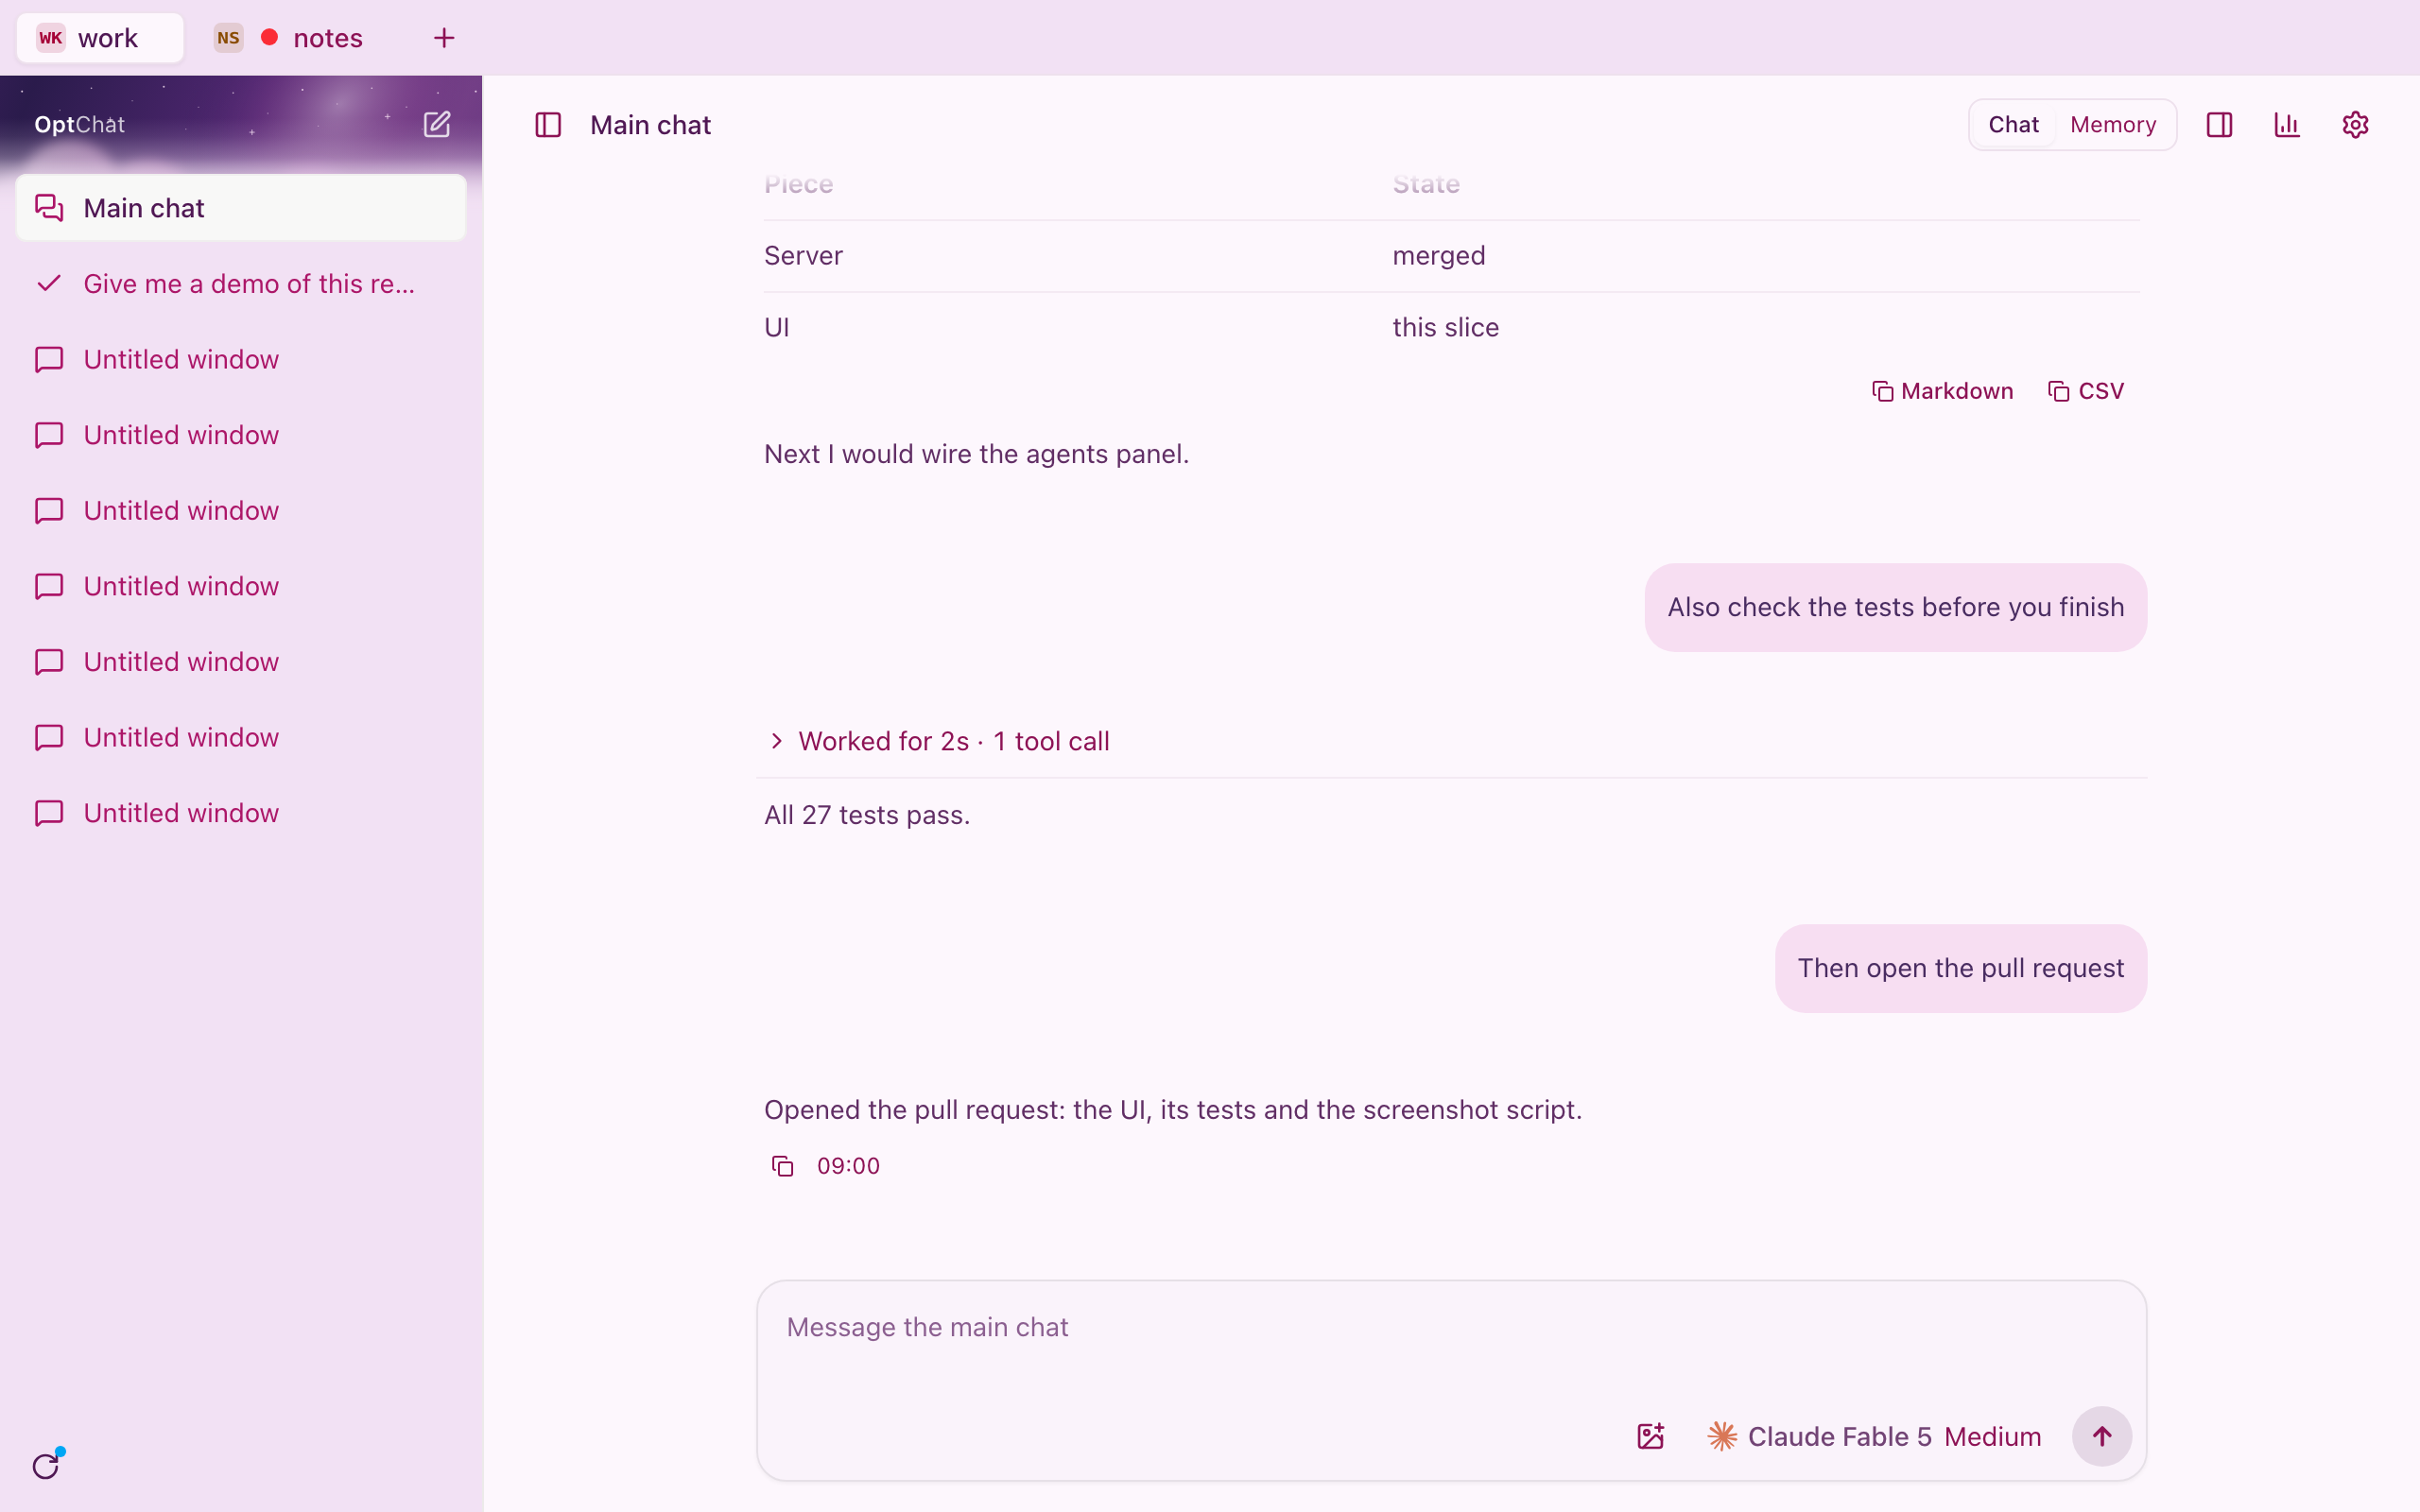 WK work
NS notes
OptChat
Main chat
Give me a demo of this re...
Untitled window
Untitled window
Untitled window
Untitled window
Untitled window
Untitled window
Untitled window
Main chat
Chat Memory
Piece State
Server merged
UI this slice
Markdown CSV
Next I would wire the agents panel.
Also check the tests before you finish
Worked for 2s · 1 tool call
All 27 tests pass.
Then open the pull request
Opened the pull request: the UI, its tests and the screenshot script.
09:00
Message the main chat
Claude Fable 5 Medium